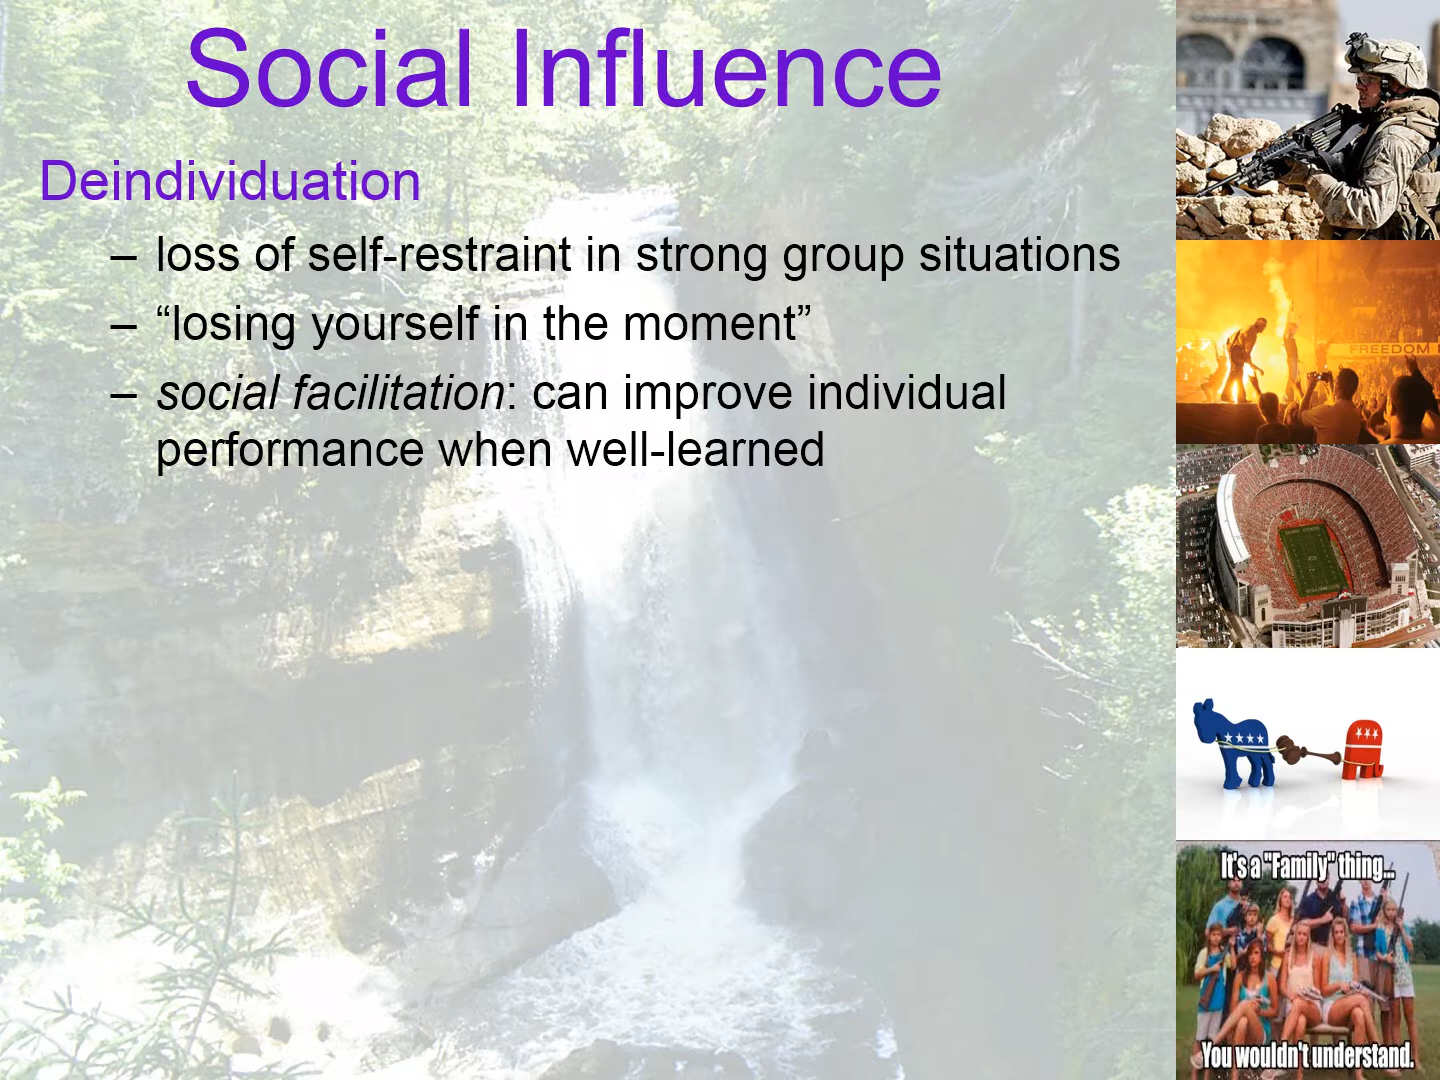 Social Influence
Deindividuation
– loss of self-restraint in strong group situations
– “losing yourself in the moment”
– social facilitation: can improve individual
performance when well-learned
FREEDOM
It's a "Family" thing...
You wouldn't understand.